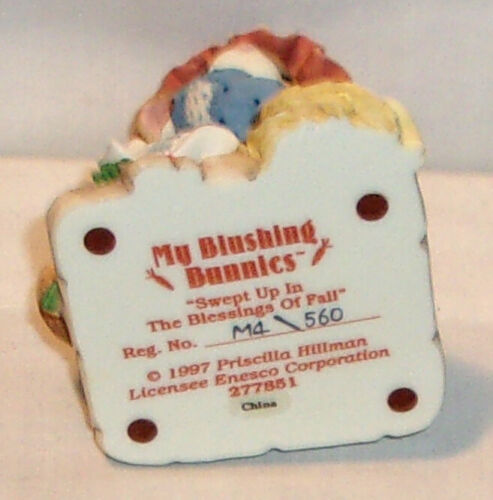 My Blushing
Bunnies™
"Swept Up In
The Blessings Of Fall"
Reg. No. M4\560
© 1997 Priscilla Hillman
Licensee Enesco Corporation
277851
China